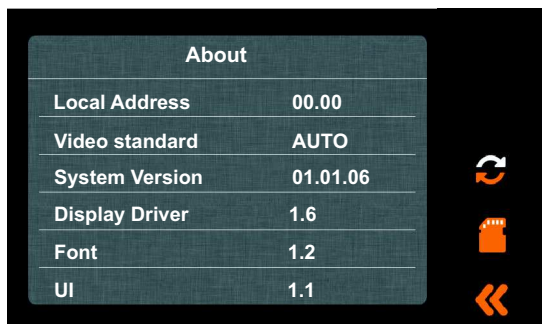 About
Local Address 00.00
Video standard AUTO
System Version 01.01.06
Display Driver 1.6
Font 1.2
UI 1.1